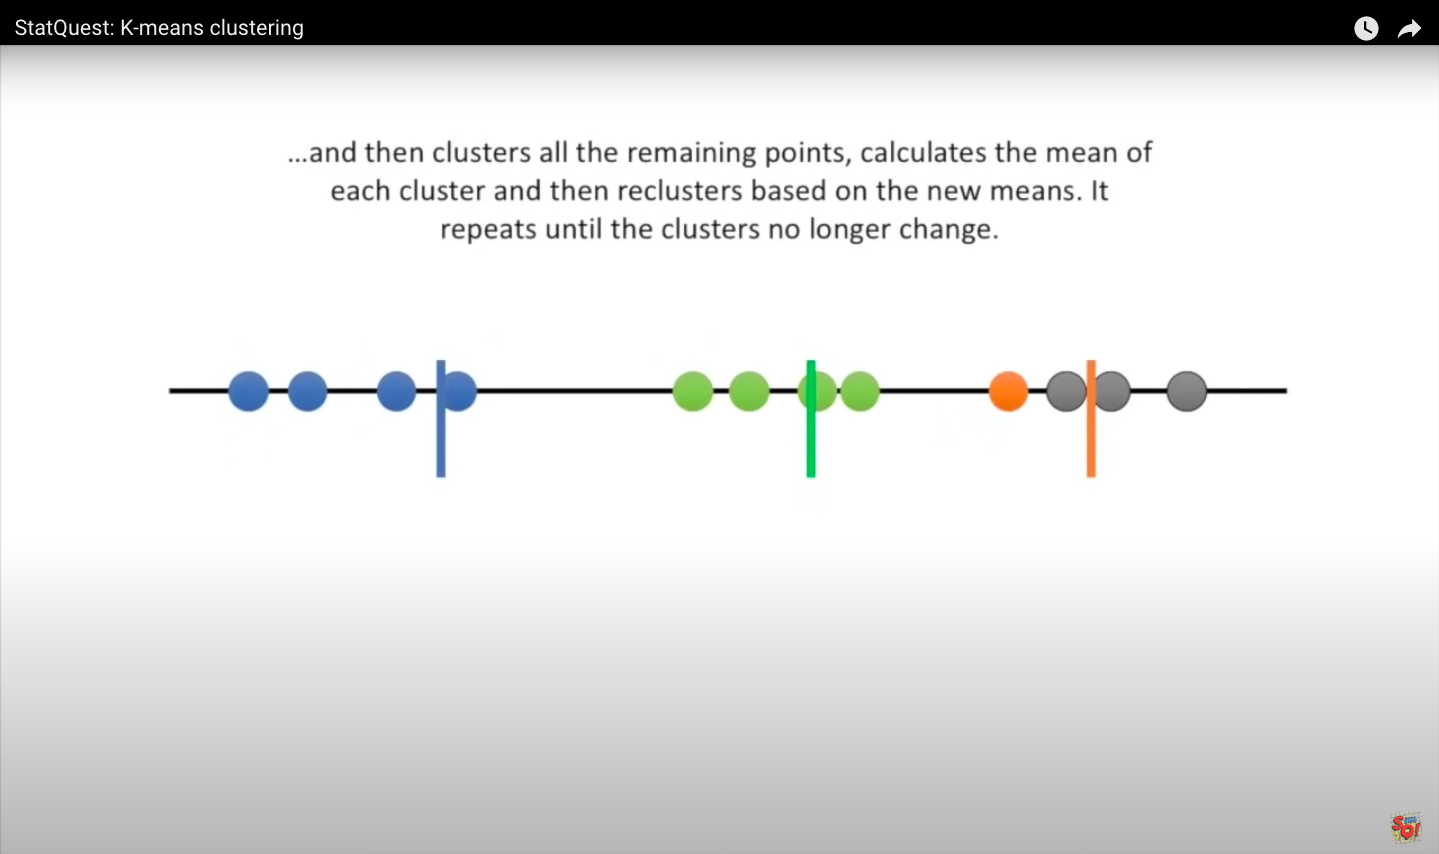 StatQuest: K-means clustering
...and then clusters all the remaining points, calculates the mean of
each cluster and then reclusters based on the new means. It
repeats until the clusters no longer change.
SQ!